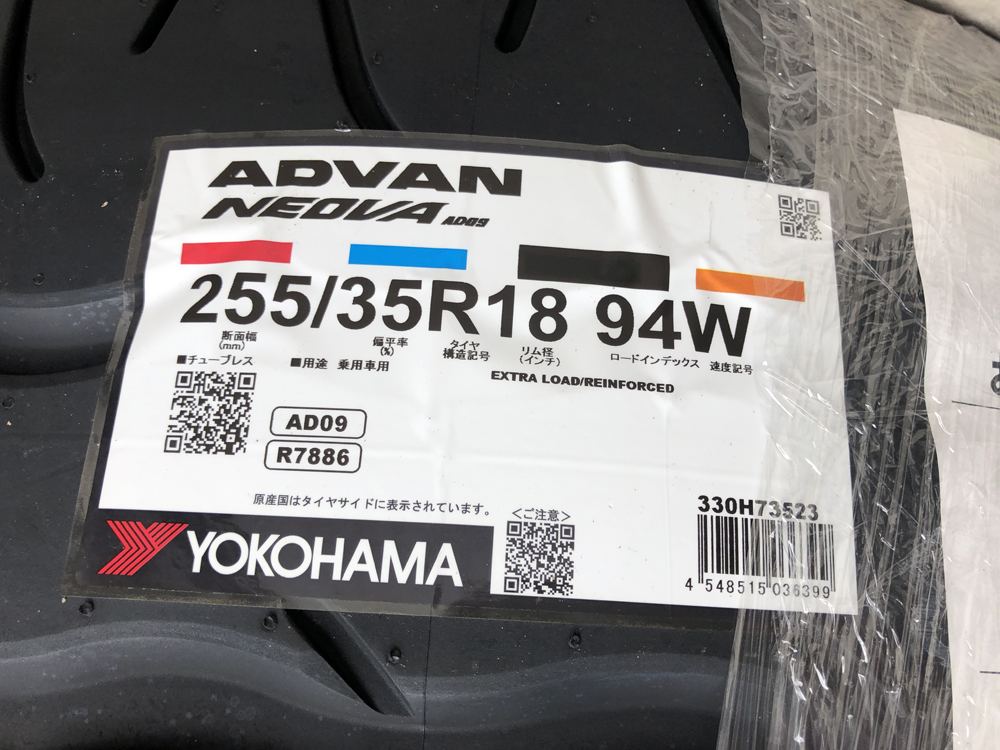 ADVAN
NEOVA AD09
255/35R18 94W
断面幅
(mm)
偏平率
(%)
タイヤ
構造記号
リム径
(インチ)
ロードインデックス
速度記号
■チューブレス
■用途 乗用車用
EXTRA LOAD/REINFORCED
AD09
R7886
原産国はタイヤサイドに表示されています。
<ご注意>
330H73523
YOKOHAMA
4 548515 036399